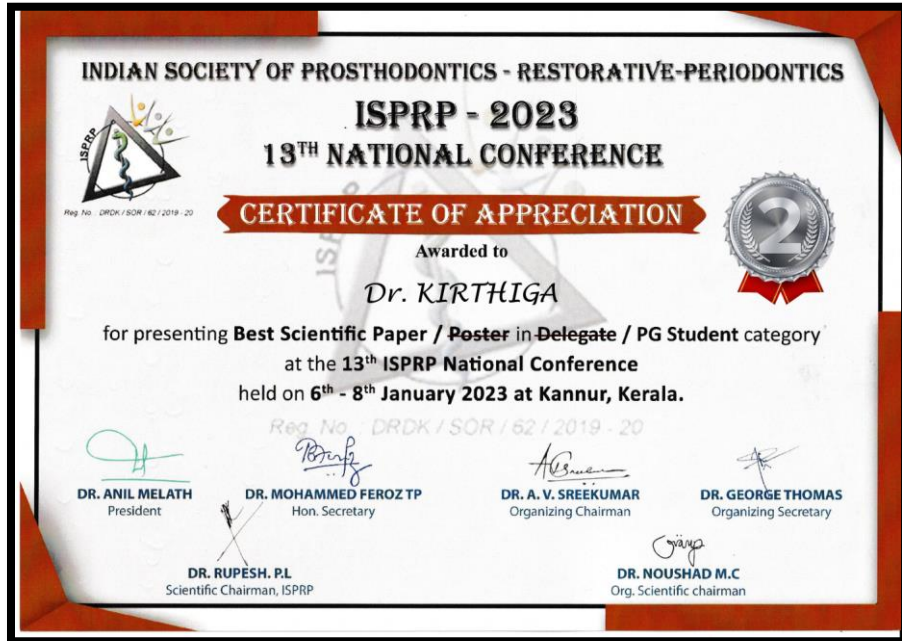 INDIAN SOCIETY OF PROSTHODONTICS - RESTORATIVE-PERIODONTICS
ISPRP - 2023
13TH NATIONAL CONFERENCE
ISPRP
Reg. No. : DRDK / SOR / 62 / 2019 - 20
CERTIFICATE OF APPRECIATION
2
Awarded to
Dr. KIRTHIGA
for presenting Best Scientific Paper / Poster in Delegate / PG Student category
at the 13th ISPRP National Conference
held on 6th - 8th January 2023 at Kannur, Kerala.
Reg. No. : DRDK / SOR / 62 / 2019 - 20
DR. ANIL MELATH
President
DR. MOHAMMED FEROZ TP
Hon. Secretary
DR. A. V. SREEKUMAR
Organizing Chairman
DR. GEORGE THOMAS
Organizing Secretary
DR. RUPESH. P.L
Scientific Chairman, ISPRP
DR. NOUSHAD M.C
Org. Scientific chairman